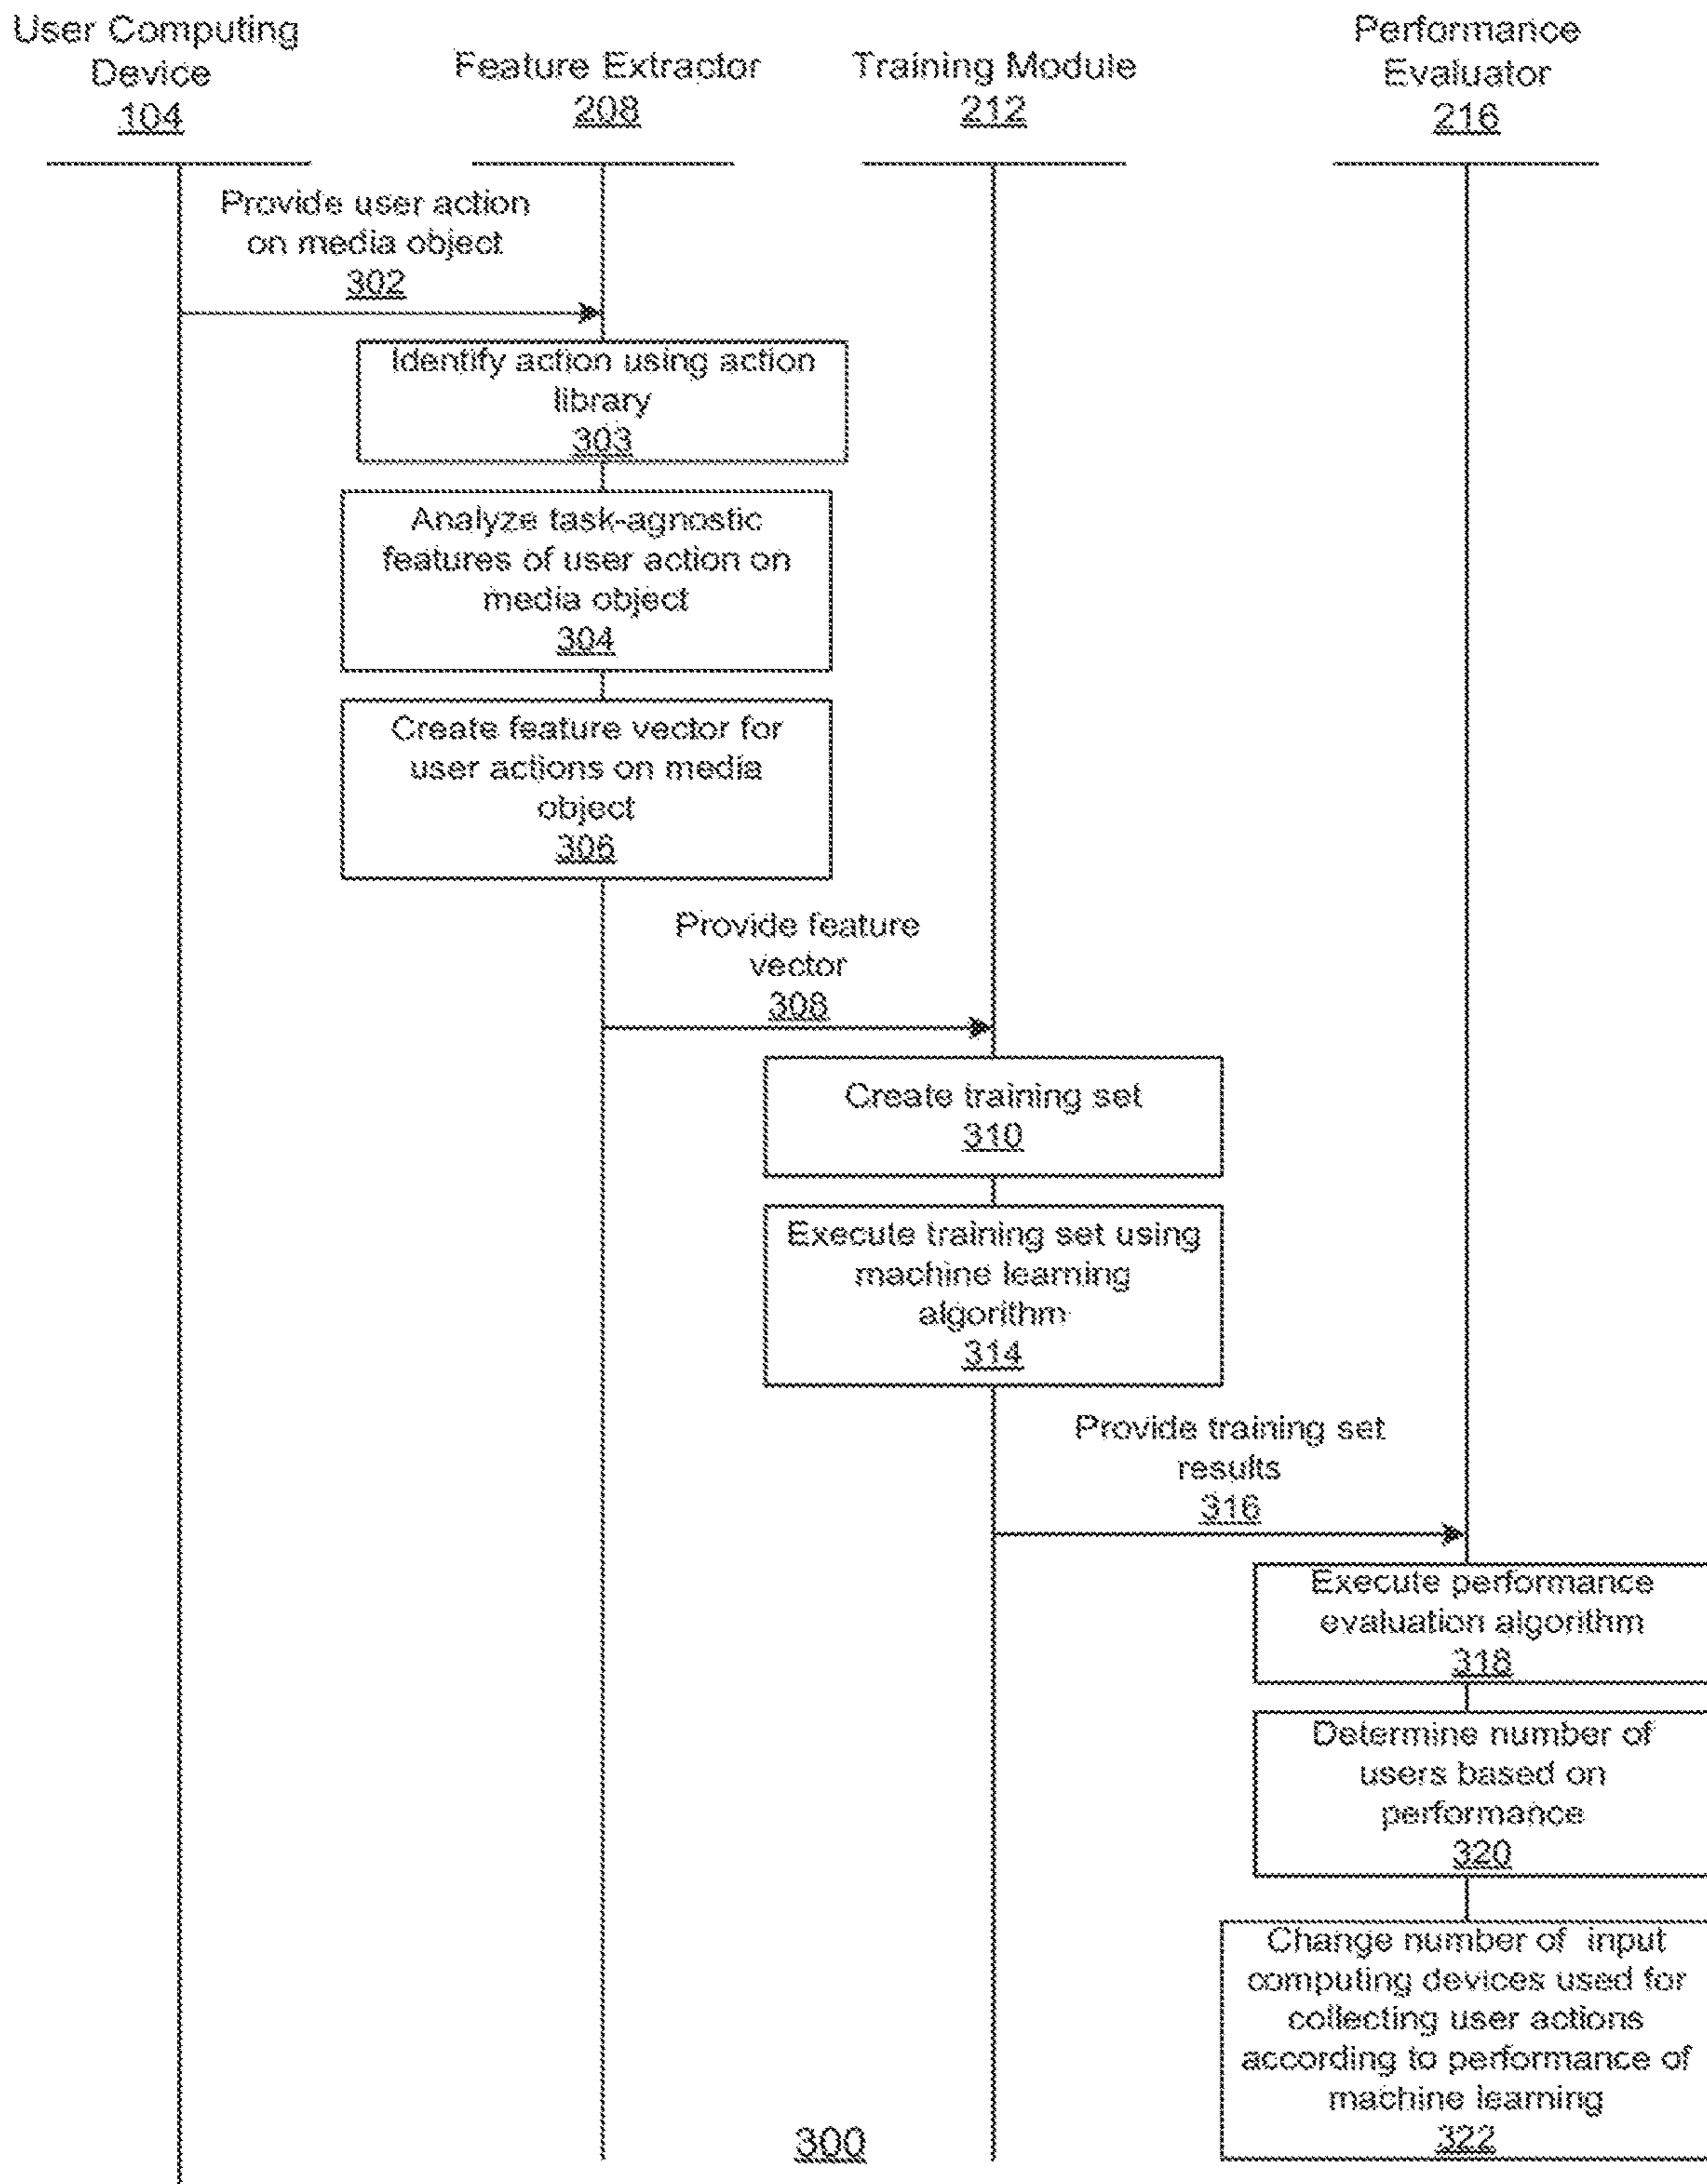 User Computing
Device
104
Feature Extractor
208
Training Module
212
Performance
Evaluator
216
Provide user action
on media object
302
Identify action using action
library
303
Analyze task-agnostic
features of user action on
media object
304
Create feature vector for
user actions on media
object
306
Provide feature
vector
308
Create training set
310
Execute training set using
machine learning
algorithm
314
Provide training set
results
316
Execute performance
evaluation algorithm
318
Determine number of
users based on
performance
320
Change number of input
computing devices used for
collecting user actions
according to performance of
machine learning
322
300